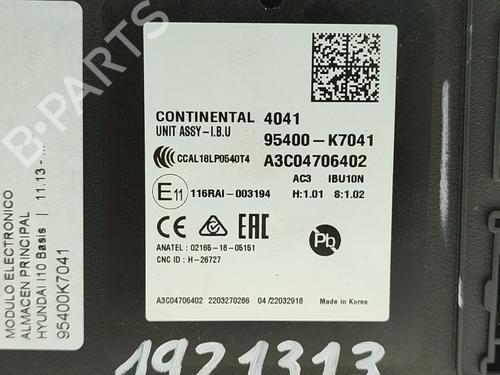 CONTINENTAL 4041
UNIT ASSY-I.B.U 95400-K7041
CCAL18LP0540T4 A3C04706402
AC3 IBU10N
E11 116RAI-003194 H:1.01 S:1.02
CE EAC
ANATEL : 02165-18-05151
CNC ID : H-26727
Pb
A3C04706402 2203270286 04/22032918 Made in Korea
1921313
MODULO ELECTRONICO
ALMACEN PRINCIPAL
HYUNDAI I10 Basis | 11.13 - ...
95400K7041
B-PARTS